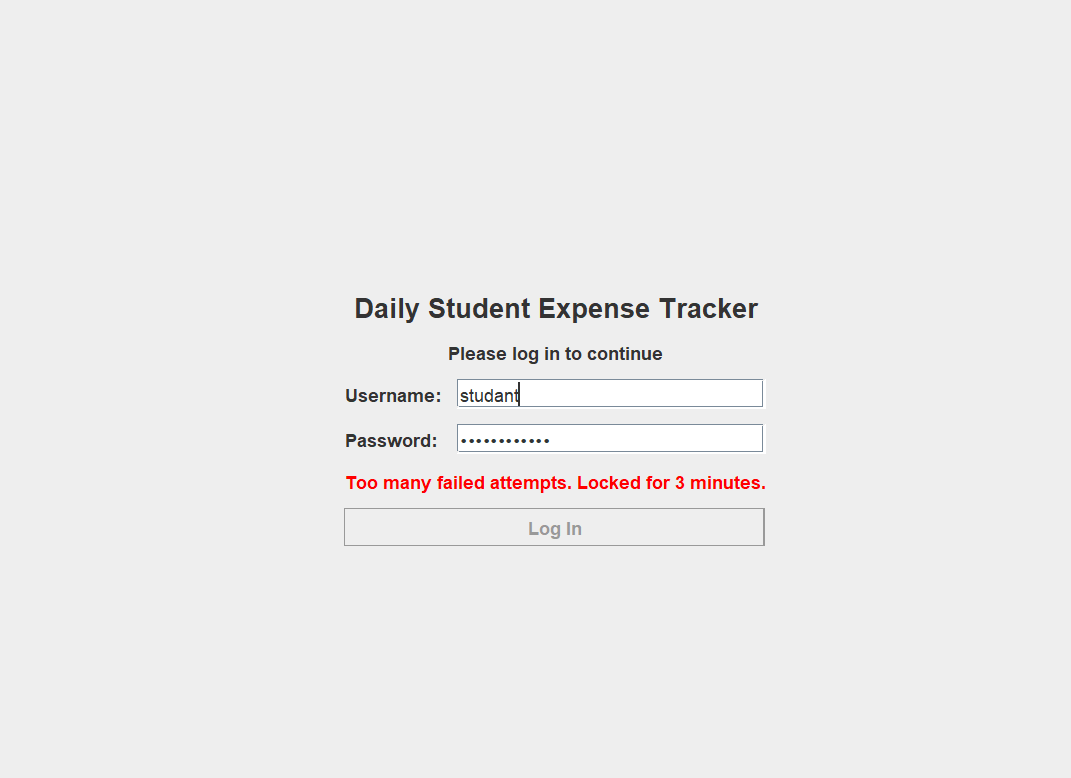 Daily Student Expense Tracker
Please log in to continue
Username: studant
Password: ••••••••••••
Too many failed attempts. Locked for 3 minutes.
Log In